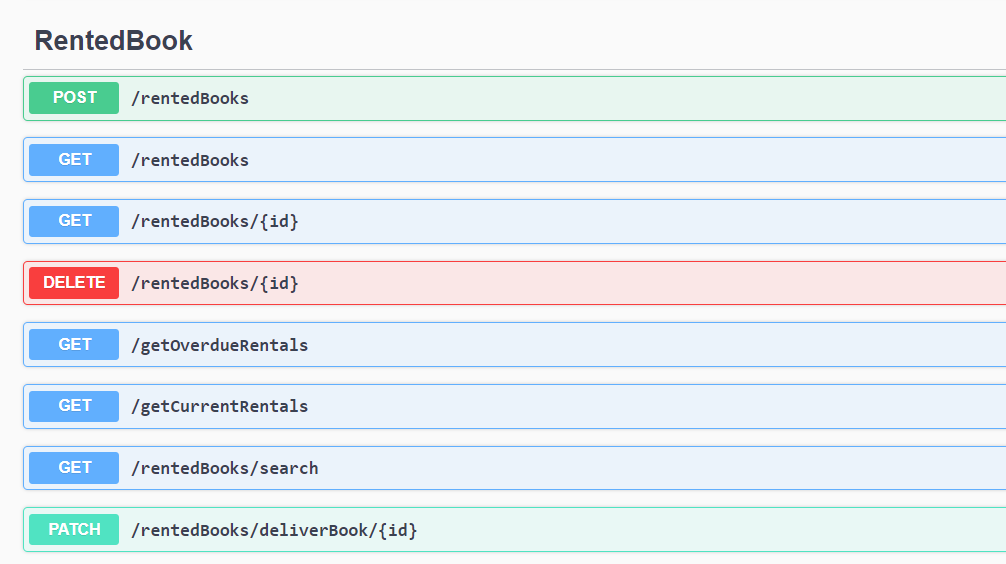 RentedBook
POST /rentedBooks
GET /rentedBooks
GET /rentedBooks/{id}
DELETE /rentedBooks/{id}
GET /getOverdueRentals
GET /getCurrentRentals
GET /rentedBooks/search
PATCH /rentedBooks/deliverBook/{id}